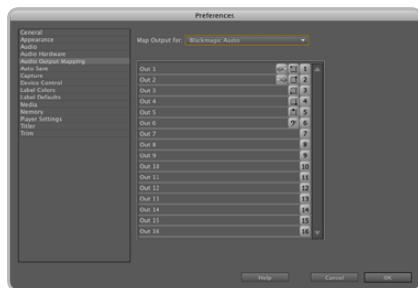 Preferences
General
Appearance
Audio
Audio Hardware
Audio Output Mapping
Auto Save
Capture
Device Control
Label Colors
Label Defaults
Media
Memory
Player Settings
Titler
Trim
Map Output for: Blackmagic Audio
Out 1 1
Out 2 2
Out 3 3
Out 4 4
Out 5 5
Out 6 6
Out 7 7
Out 8 8
Out 9 9
Out 10 10
Out 11 11
Out 12 12
Out 13 13
Out 14 14
Out 15 15
Out 16 16
Help Cancel OK